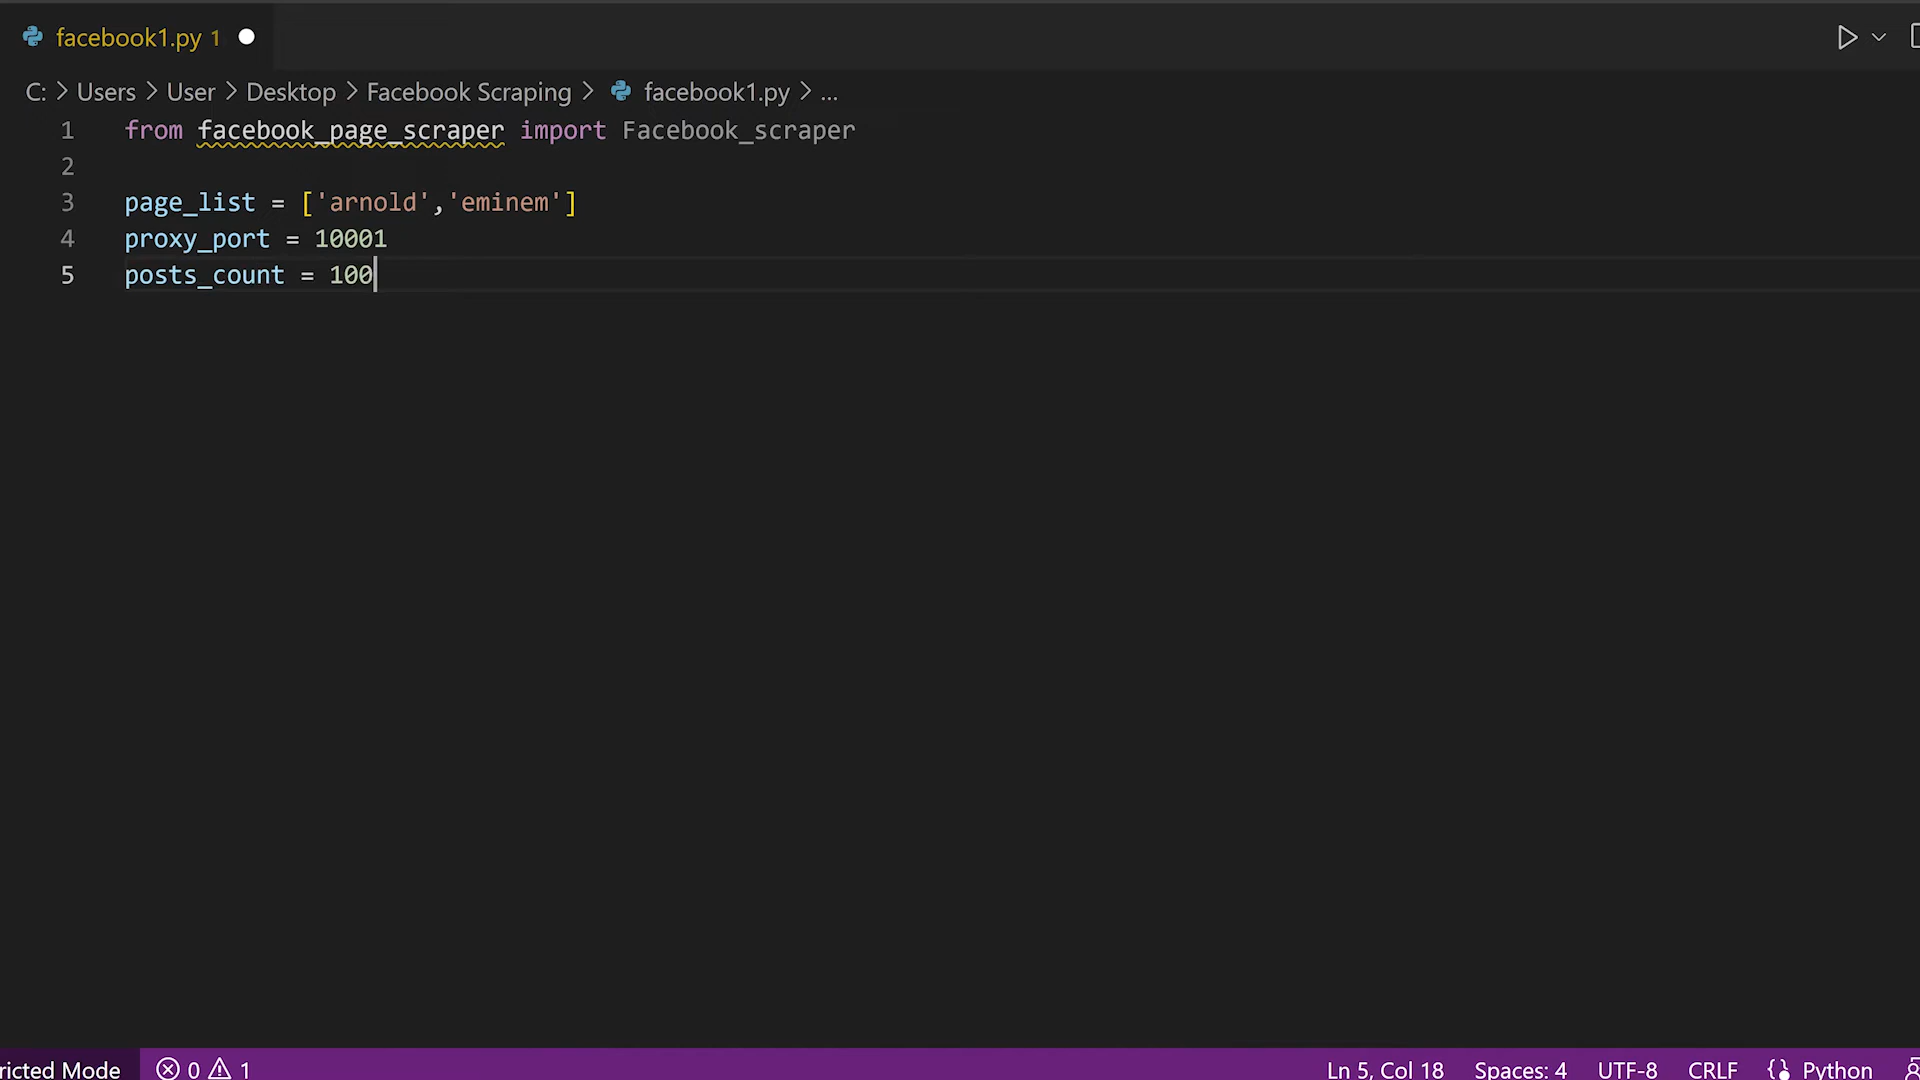 facebook1.py 1
C: > Users > User > Desktop > Facebook Scraping > facebook1.py > ...
1 from facebook_page_scraper import Facebook_scraper
2
3 page_list = ['arnold','eminem']
4 proxy_port = 10001
5 posts_count = 100
ricted Mode 0 1 Ln 5, Col 18 Spaces: 4 UTF-8 CRLF {} Python